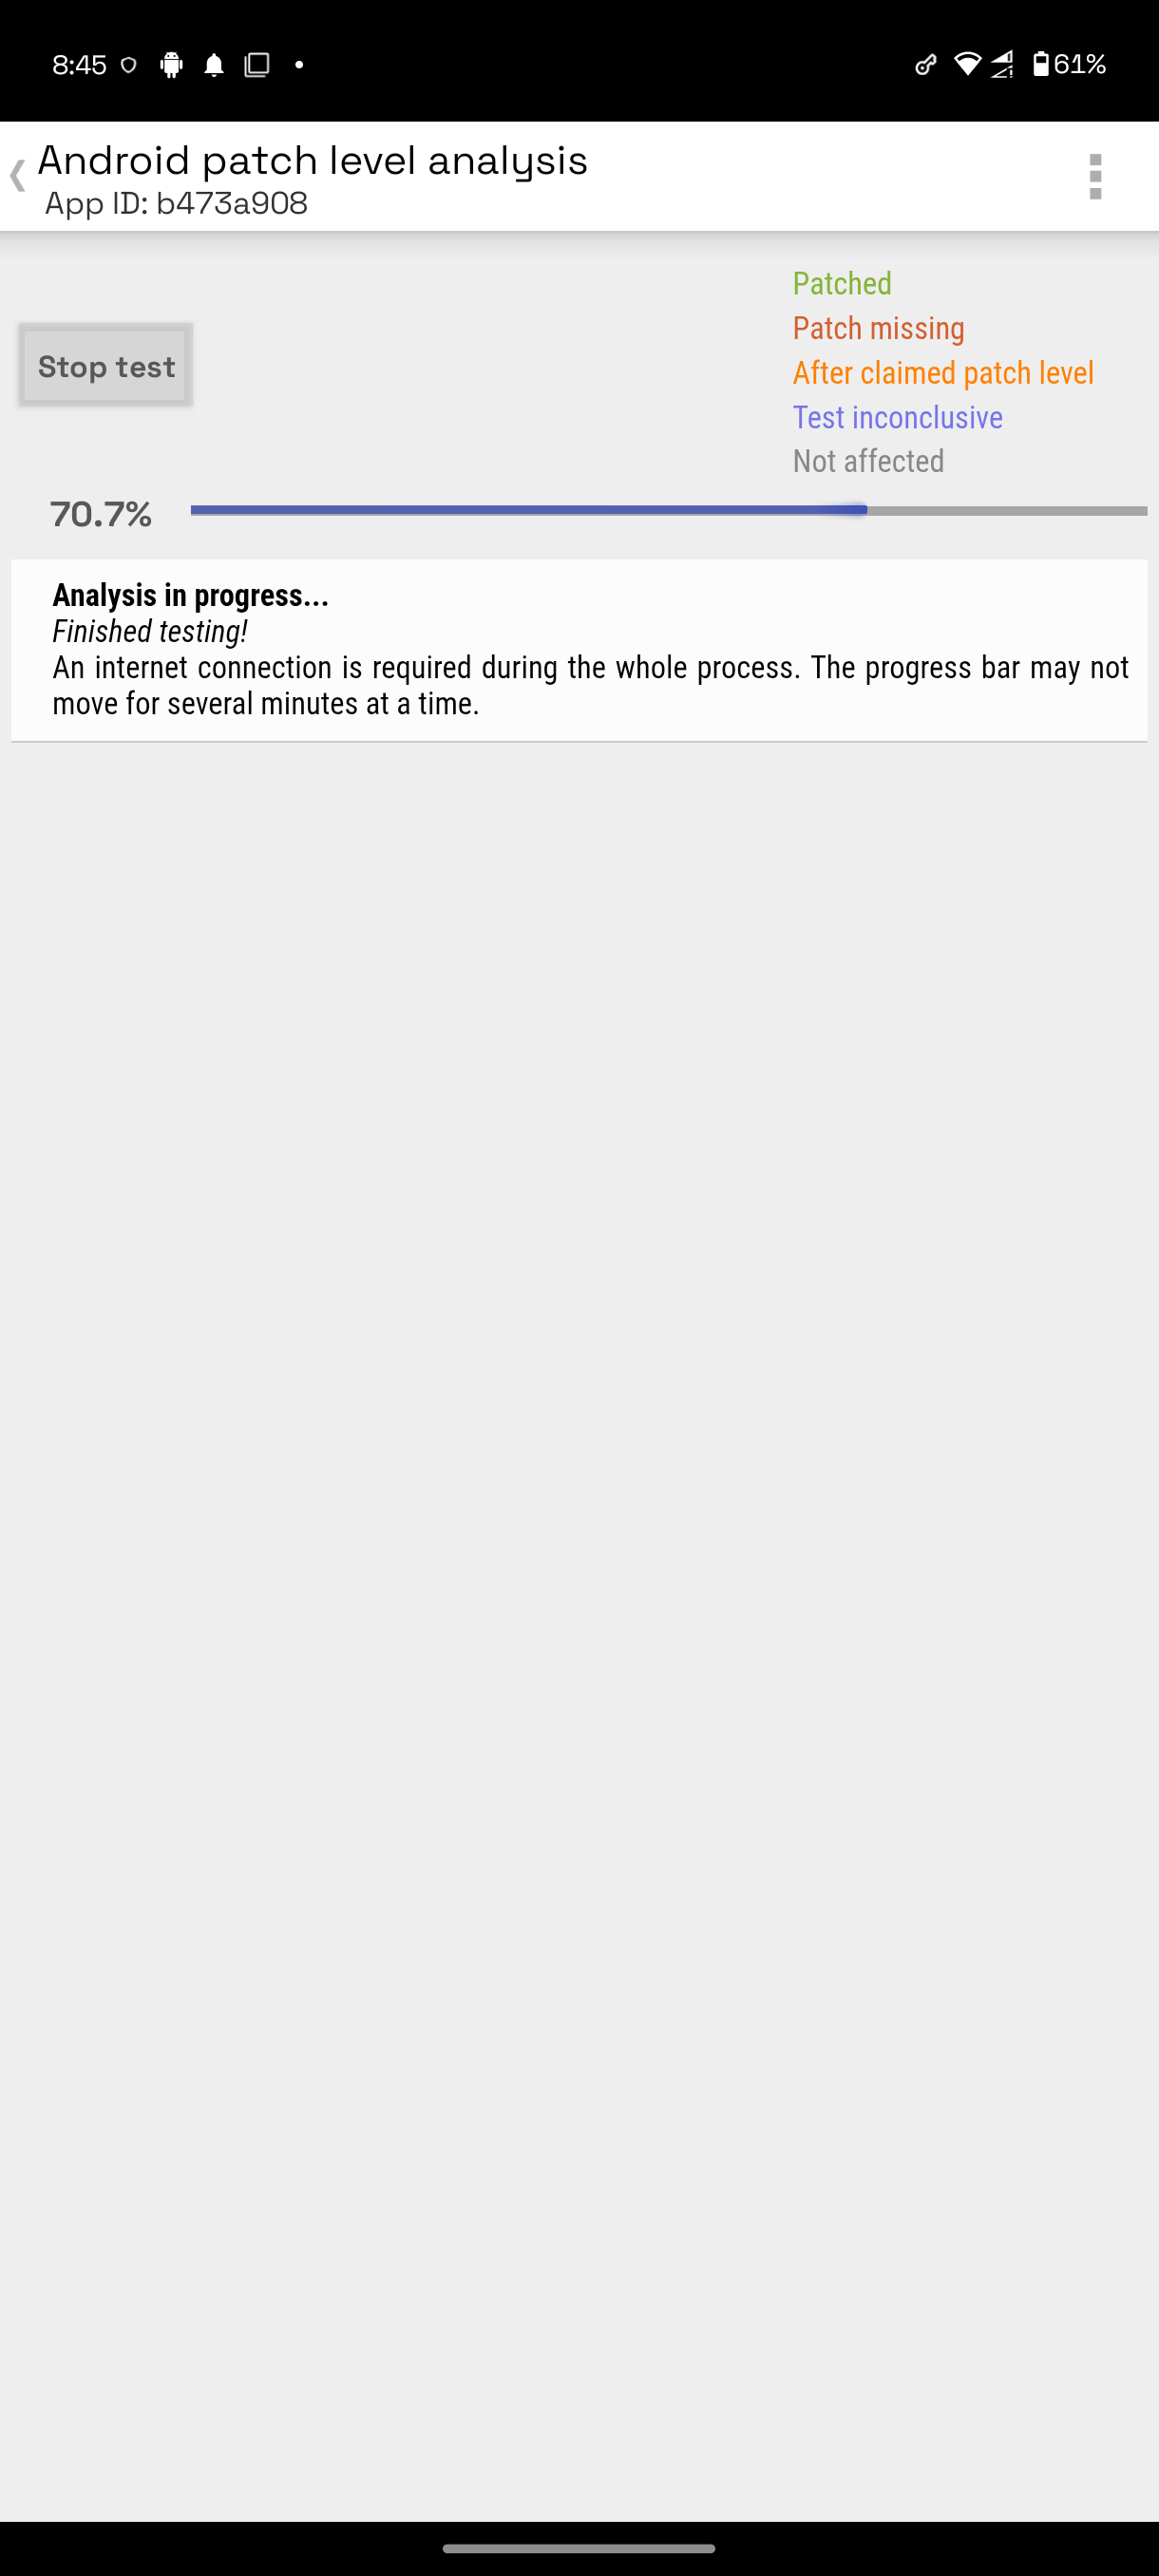 8:45
61%
Android patch level analysis
App ID: b473a908
Patched
Patch missing
After claimed patch level
Test inconclusive
Not affected
Stop test
70.7%
Analysis in progress...
Finished testing!
An internet connection is required during the whole process. The progress bar may not
move for several minutes at a time.